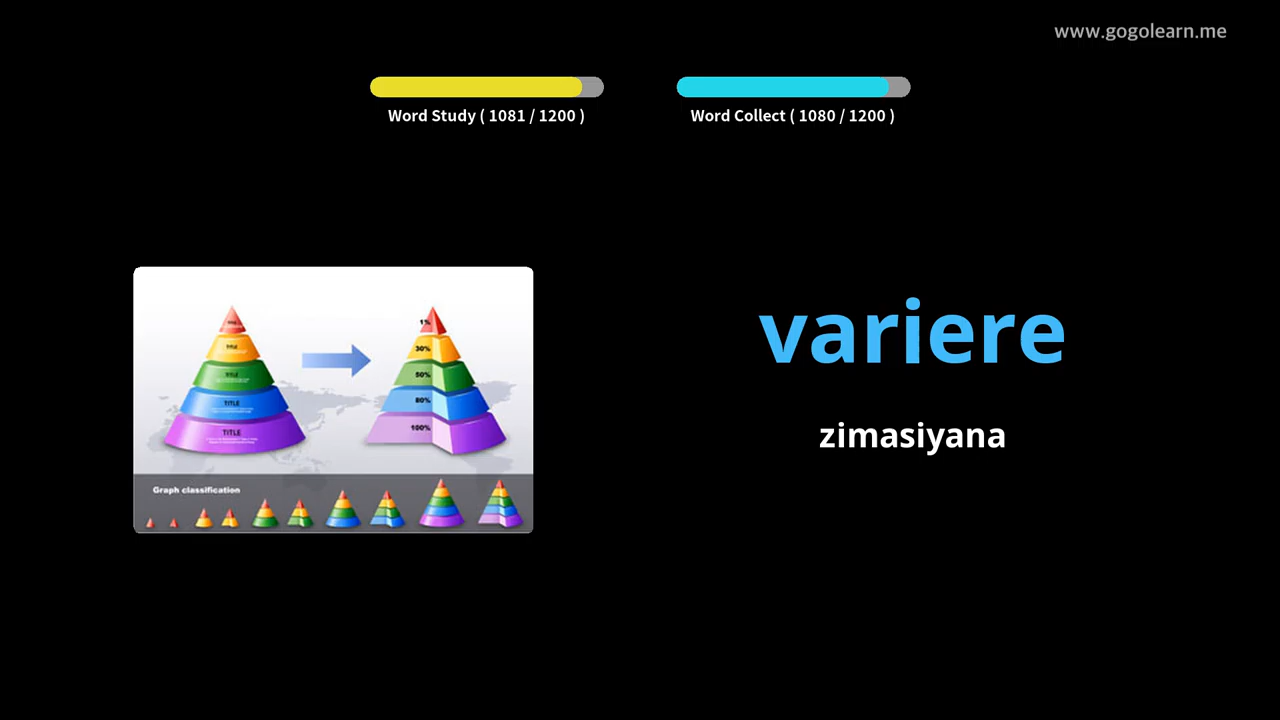 www.gogolearn.me
Word Study ( 1081 / 1200 )
Word Collect ( 1080 / 1200 )
variere
zimasiyana
TITLE
TITLE
TITLE
TITLE
1%
30%
50%
80%
100%
Graph classification